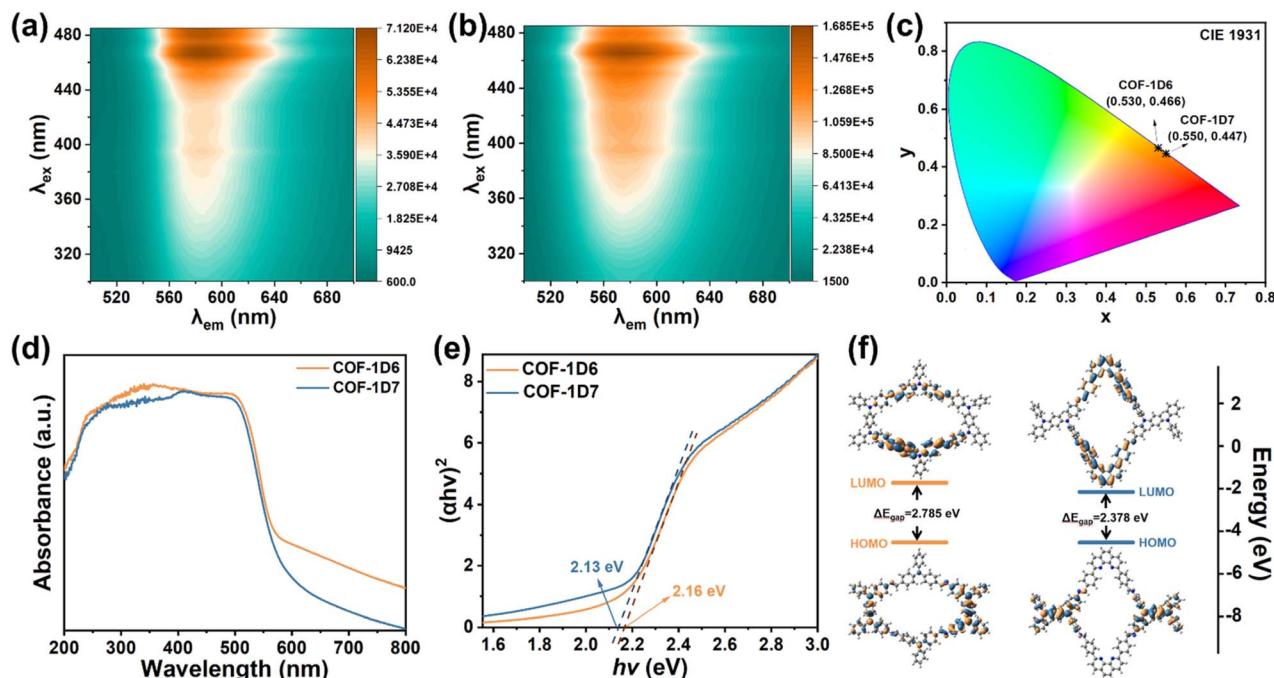 (a)
480
440
400
360
320
λex (nm)
520
560
600
640
680
λem (nm)
7.120E+4
6.238E+4
5.355E+4
4.473E+4
3.590E+4
2.708E+4
1.825E+4
9425
600.0
(b)
480
440
400
360
320
λex (nm)
520
560
600
640
680
λem (nm)
1.685E+5
1.476E+5
1.268E+5
1.059E+5
8.500E+4
6.413E+4
4.325E+4
2.238E+4
1500
(c)
CIE 1931
COF-1D6
(0.530, 0.466)
COF-1D7
(0.550, 0.447)
0.8
0.6
0.4
0.2
0.0
y
0.0
0.1
0.2
0.3
0.4
0.5
0.6
0.7
0.8
x
(d)
COF-1D6
COF-1D7
Absorbance (a.u.)
200
300
400
500
600
700
800
Wavelength (nm)
(e)
COF-1D6
COF-1D7
(αhν)2
8
6
4
2
0
2.13 eV
2.16 eV
1.6
1.8
2.0
2.2
2.4
2.6
2.8
3.0
hν (eV)
(f)
LUMO
ΔEgap=2.785 eV
HOMO
LUMO
ΔEgap=2.378 eV
HOMO
2
0
-2
-4
-6
-8
Energy (eV)